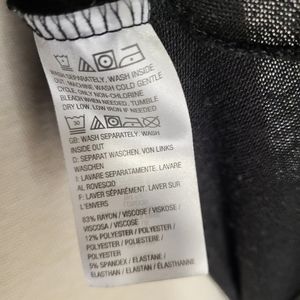 WASH SEPARATELY. WASH INSIDE
OUT. MACHINE WASH COLD GENTLE
CYCLE. ONLY NON-CHLORINE
BLEACH WHEN NEEDED. TUMBLE
DRY LOW. LOW IRON IF NEEDED
30
GB: WASH SEPARATELY. WASH
INSIDE OUT
D: SEPARAT WASCHEN. VON LINKS
WASCHEN
I: LAVARE SEPARATAMENTE. LAVARE
AL ROVESCIO
F: LAVER SÉPARÉMENT. LAVER SUR
L'ENVERS
83% RAYON / VISCOSE / VISKOSE /
VISCOSA / VISCOSE
12% POLYESTER / POLYESTER /
POLYESTER / POLIESTERE /
POLYESTER
5% SPANDEX / ELASTANE /
ELASTHAN / ELASTAN / ÉLASTHANNE